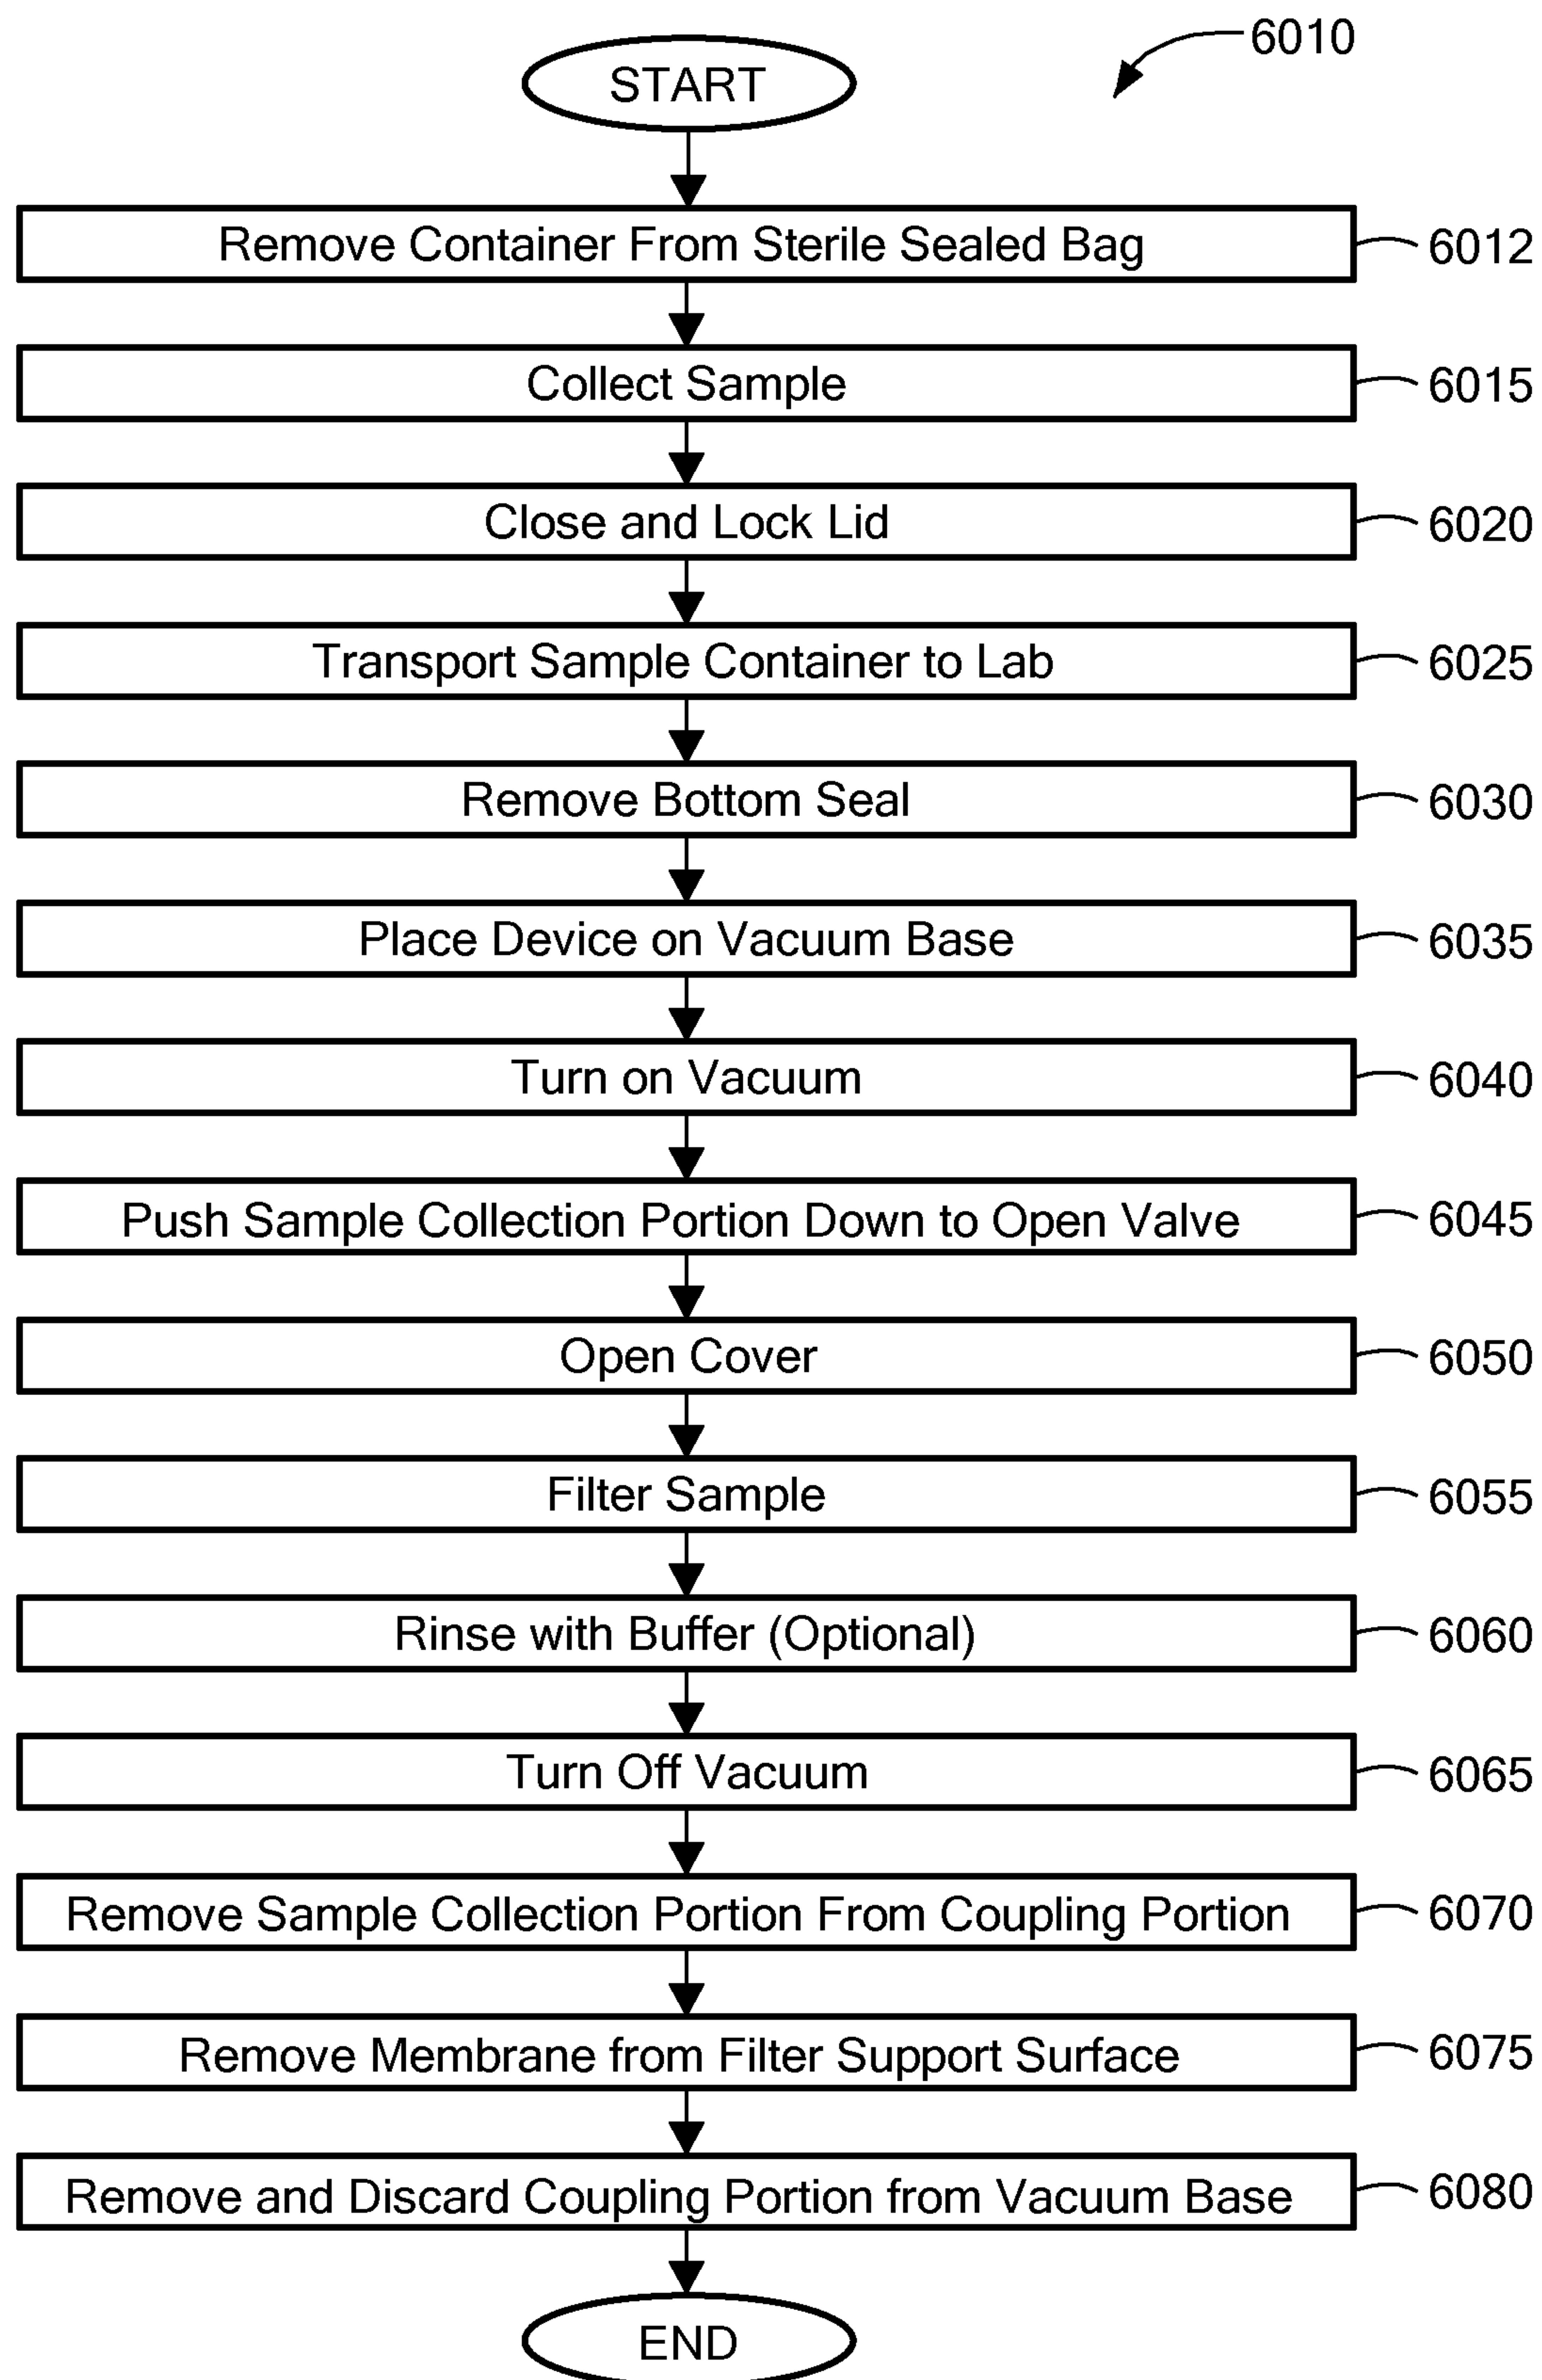 6010
START
Remove Container From Sterile Sealed Bag
6012
Collect Sample
6015
Close and Lock Lid
6020
Transport Sample Container to Lab
6025
Remove Bottom Seal
6030
Place Device on Vacuum Base
6035
Turn on Vacuum
6040
Push Sample Collection Portion Down to Open Valve
6045
Open Cover
6050
Filter Sample
6055
Rinse with Buffer (Optional)
6060
Turn Off Vacuum
6065
Remove Sample Collection Portion From Coupling Portion
6070
Remove Membrane from Filter Support Surface
6075
Remove and Discard Coupling Portion from Vacuum Base
6080
END